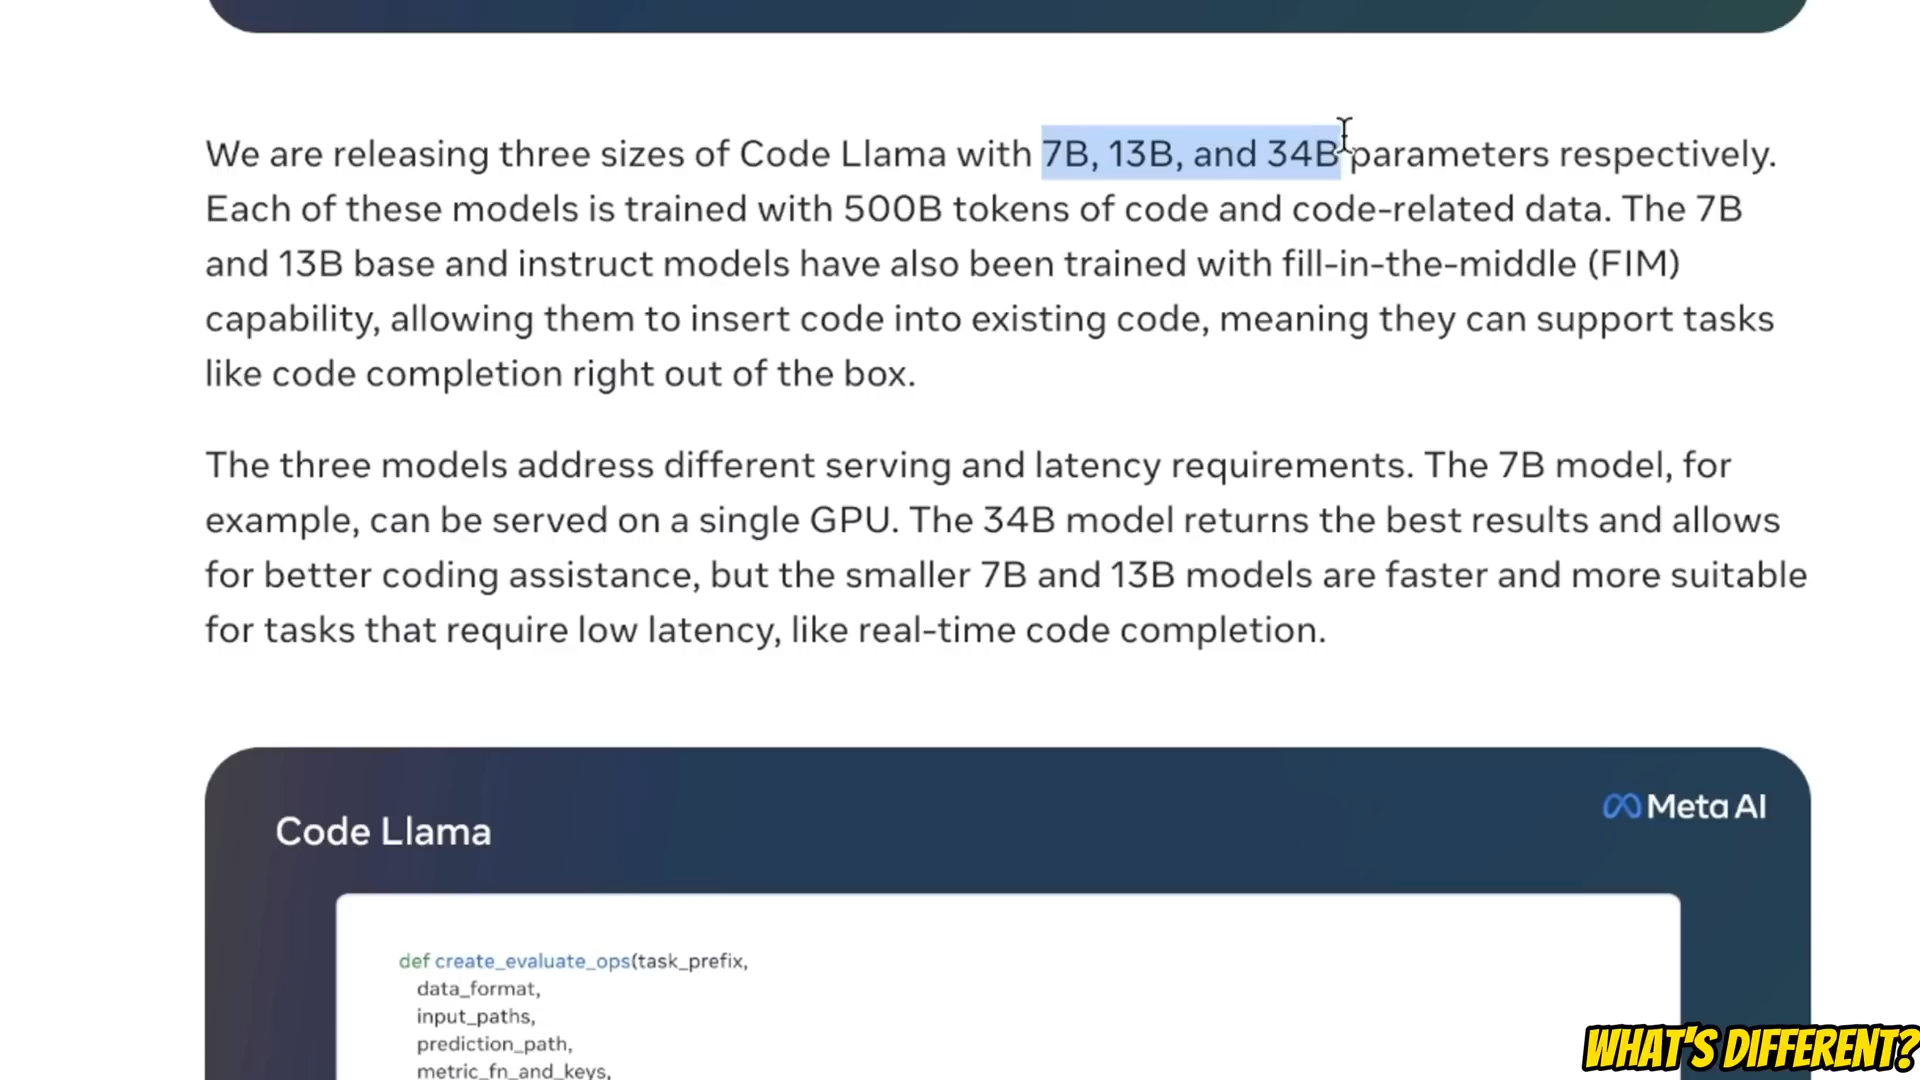 We are releasing three sizes of Code Llama with 7B, 13B, and 34B parameters respectively.
Each of these models is trained with 500B tokens of code and code-related data. The 7B
and 13B base and instruct models have also been trained with fill-in-the-middle (FIM)
capability, allowing them to insert code into existing code, meaning they can support tasks
like code completion right out of the box.
The three models address different serving and latency requirements. The 7B model, for
example, can be served on a single GPU. The 34B model returns the best results and allows
for better coding assistance, but the smaller 7B and 13B models are faster and more suitable
for tasks that require low latency, like real-time code completion.
Meta AI
Code Llama
def create_evaluate_ops(task_prefix,
data_format,
input_paths,
prediction_path,
metric_fn_and_keys,
WHAT'S DIFFERENT?